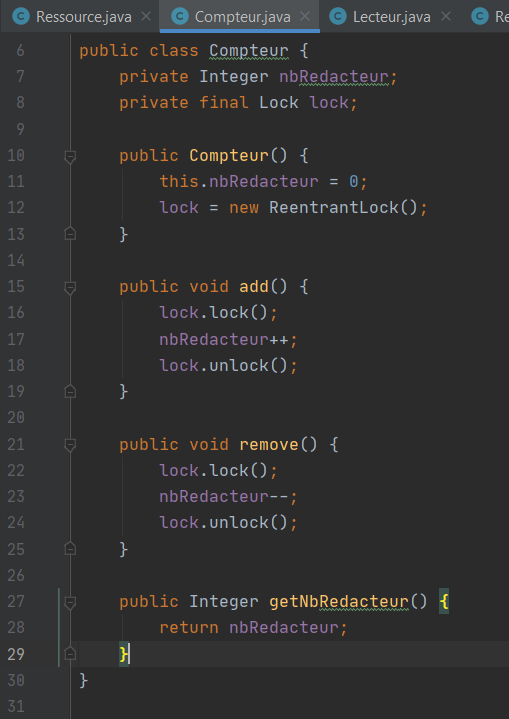 Ressource.java × Compteur.java × Lecteur.java × Re
6 public class Compteur {
7 private Integer nbRedacteur;
8 private final Lock lock;
9
10 public Compteur() {
11 this.nbRedacteur = 0;
12 lock = new ReentrantLock();
13 }
14
15 public void add() {
16 lock.lock();
17 nbRedacteur++;
18 lock.unlock();
19 }
20
21 public void remove() {
22 lock.lock();
23 nbRedacteur--;
24 lock.unlock();
25 }
26
27 public Integer getNbRedacteur() {
28 return nbRedacteur;
29 }
30 }
31